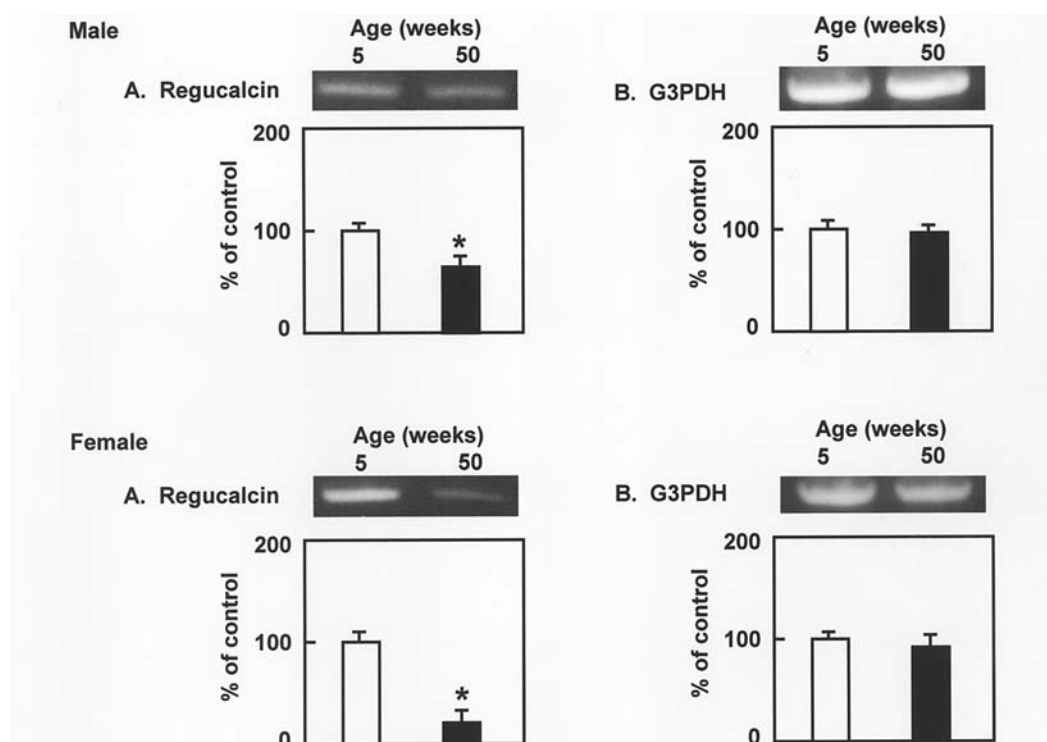 Male
Age (weeks)
5 50
A. Regucalcin
200
100
0
% of control
*
Age (weeks)
5 50
B. G3PDH
200
100
0
% of control
Female
Age (weeks)
5 50
A. Regucalcin
200
100
0
% of control
*
Age (weeks)
5 50
B. G3PDH
200
100
0
% of control